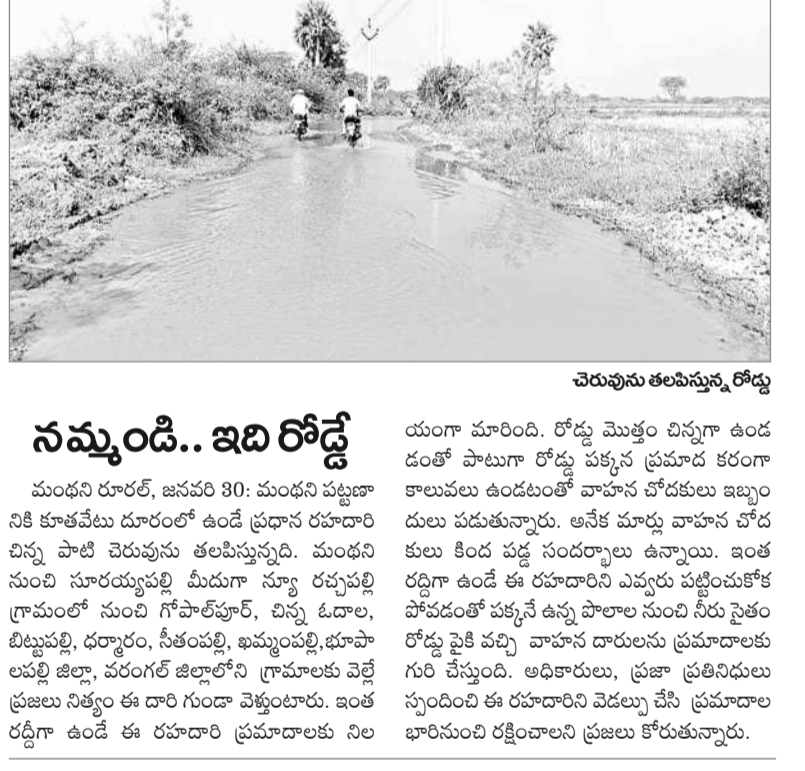 చెరువును తలపిస్తున్న రోడ్డు
నమ్మండి.. ఇది రోడ్డే
మంథని రూరల్, జనవరి 30: మంథని పట్టణా
నికి కూతవేటు దూరంలో ఉండే ప్రధాన రహదారి
చిన్న పాటి చెరువును తలపిస్తున్నది. మంథని
నుంచి సూరయ్యపల్లి మీదుగా న్యూ రచ్చపల్లి
గ్రామంలో నుంచి గోపాల్‌పూర్, చిన్న ఓదాల,
బిట్టుపల్లి, ధర్మారం, సీతంపల్లి, ఖమ్మంపల్లి,భూపా
లపల్లి జిల్లా, వరంగల్ జిల్లాలోని గ్రామాలకు వెళ్లే
ప్రజలు నిత్యం ఈ దారి గుండా వెళ్తుంటారు. ఇంత
రద్దీగా ఉండే ఈ రహదారి ప్రమాదాలకు నిల
యంగా మారింది. రోడ్డు మొత్తం చిన్నగా ఉండ
డంతో పాటుగా రోడ్డు పక్కన ప్రమాద కరంగా
కాలువలు ఉండటంతో వాహన చోదకులు ఇబ్బం
దులు పడుతున్నారు. అనేక మార్లు వాహన చోద
కులు కింద పడ్డ సందర్భాలు ఉన్నాయి. ఇంత
రద్దిగా ఉండే ఈ రహదారిని ఎవ్వరు పట్టించుకోక
పోవడంతో పక్కనే ఉన్న పొలాల నుంచి నీరు సైతం
రోడ్డు పైకి వచ్చి వాహన దారులను ప్రమాదాలకు
గురి చేస్తుంది. అధికారులు, ప్రజా ప్రతినిధులు
స్పందించి ఈ రహదారిని వెడల్పు చేసి ప్రమాదాల
భారినుంచి రక్షించాలని ప్రజలు కోరుతున్నారు.